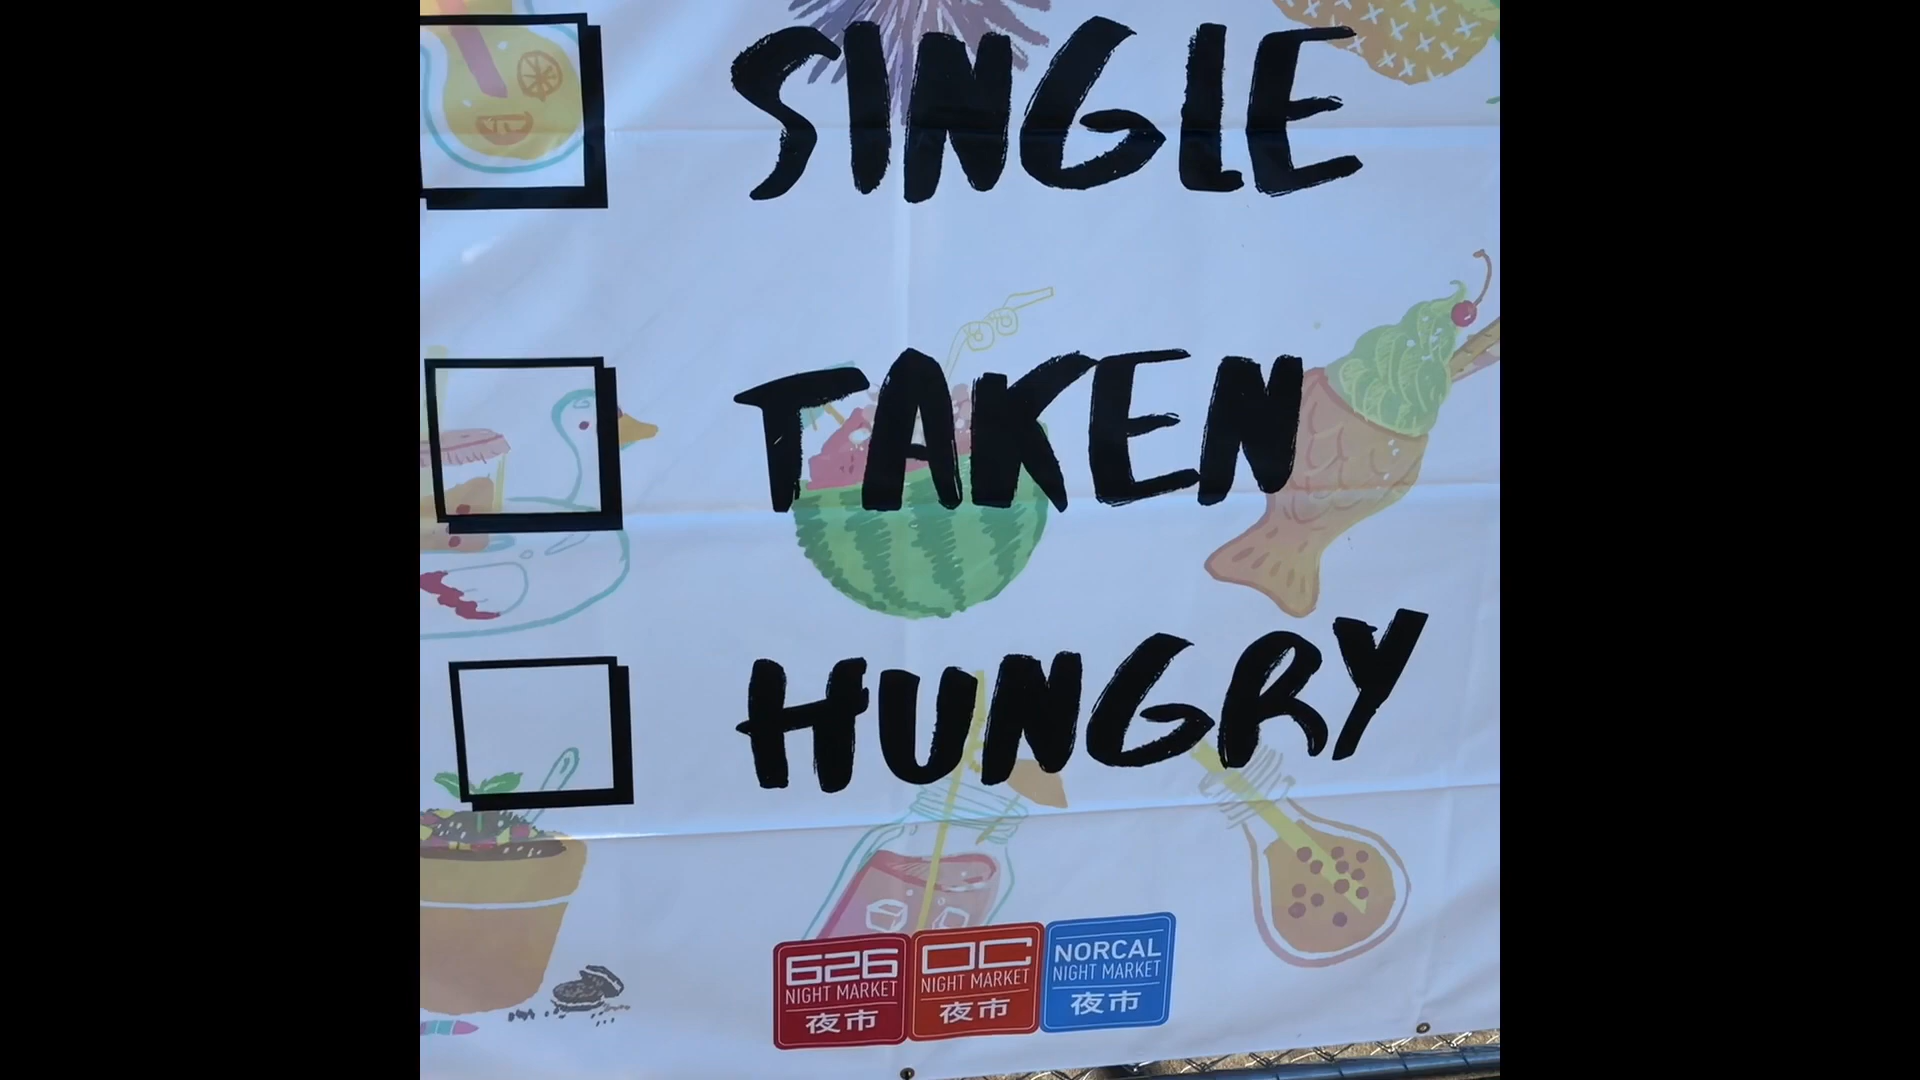 SINGLE
TAKEN
HUNGRY
626
NIGHT MARKET
夜市
OC
NIGHT MARKET
夜市
NORCAL
NIGHT MARKET
夜市